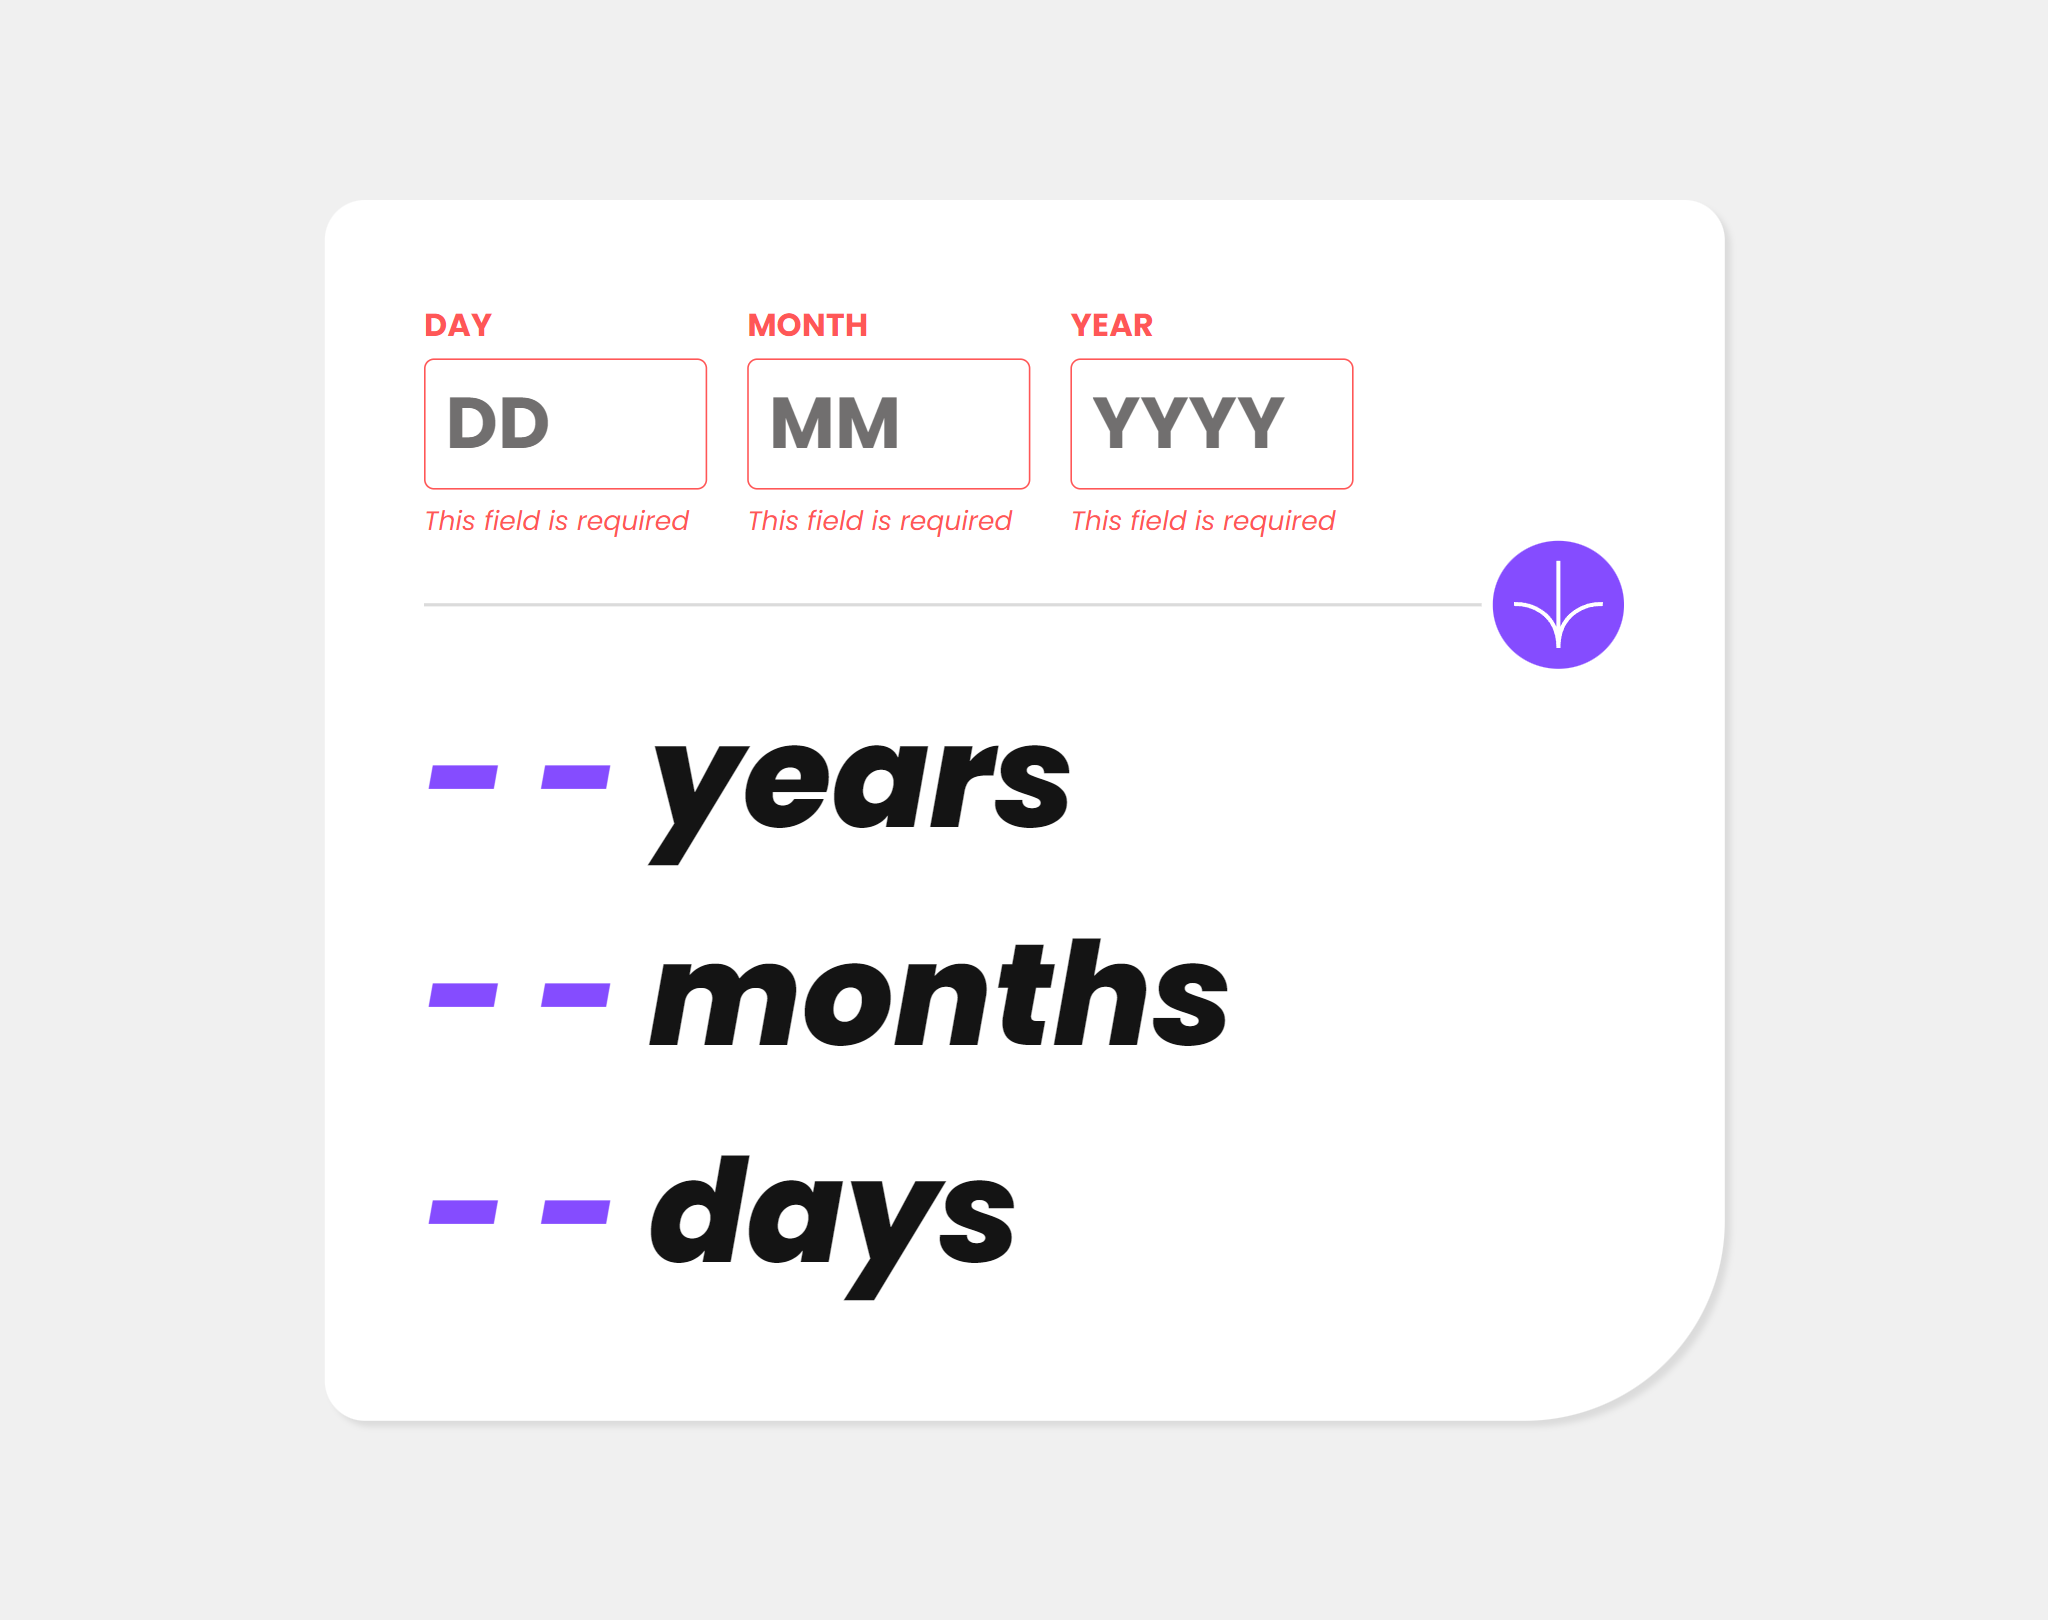 DAY MONTH YEAR
DD MM YYYY
This field is required This field is required This field is required
- - years
- - months
- - days